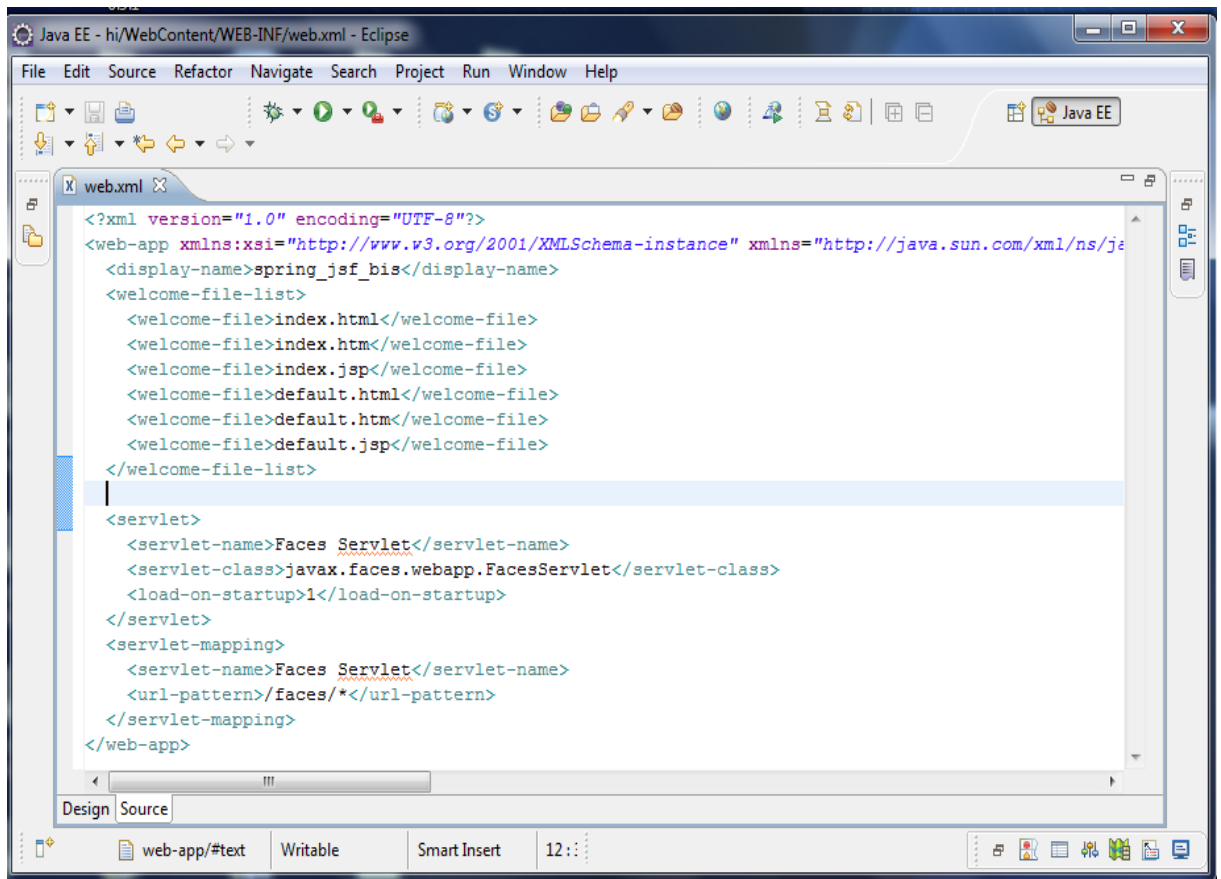 Java EE - hi/WebContent/WEB-INF/web.xml - Eclipse
File Edit Source Refactor Navigate Search Project Run Window Help
Java EE
web.xml
<?xml version="1.0" encoding="UTF-8"?>
<web-app xmlns:xsi="http://www.w3.org/2001/XMLSchema-instance" xmlns="http://java.sun.com/xml/ns/ja
<display-name>spring_jsf_bis</display-name>
<welcome-file-list>
<welcome-file>index.html</welcome-file>
<welcome-file>index.htm</welcome-file>
<welcome-file>index.jsp</welcome-file>
<welcome-file>default.html</welcome-file>
<welcome-file>default.htm</welcome-file>
<welcome-file>default.jsp</welcome-file>
</welcome-file-list>
<servlet>
<servlet-name>Faces Servlet</servlet-name>
<servlet-class>javax.faces.webapp.FacesServlet</servlet-class>
<load-on-startup>1</load-on-startup>
</servlet>
<servlet-mapping>
<servlet-name>Faces Servlet</servlet-name>
<url-pattern>/faces/*</url-pattern>
</servlet-mapping>
</web-app>
Design Source
web-app/#text Writable Smart Insert 12 :